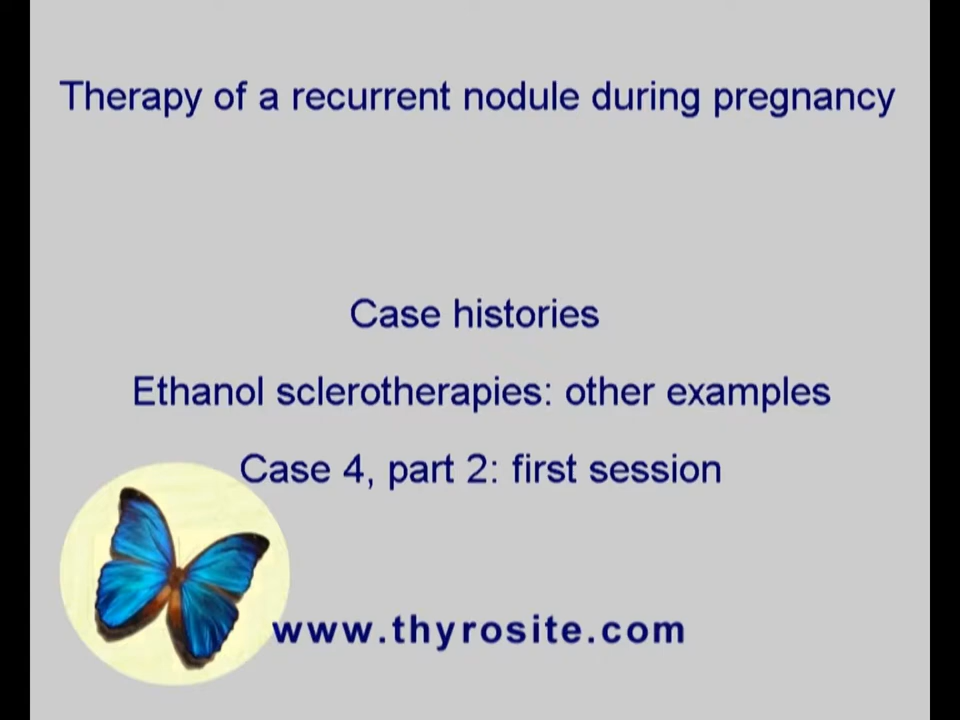 Therapy of a recurrent nodule during pregnancy
Case histories
Ethanol sclerotherapies: other examples
Case 4, part 2: first session
www.thyrosite.com